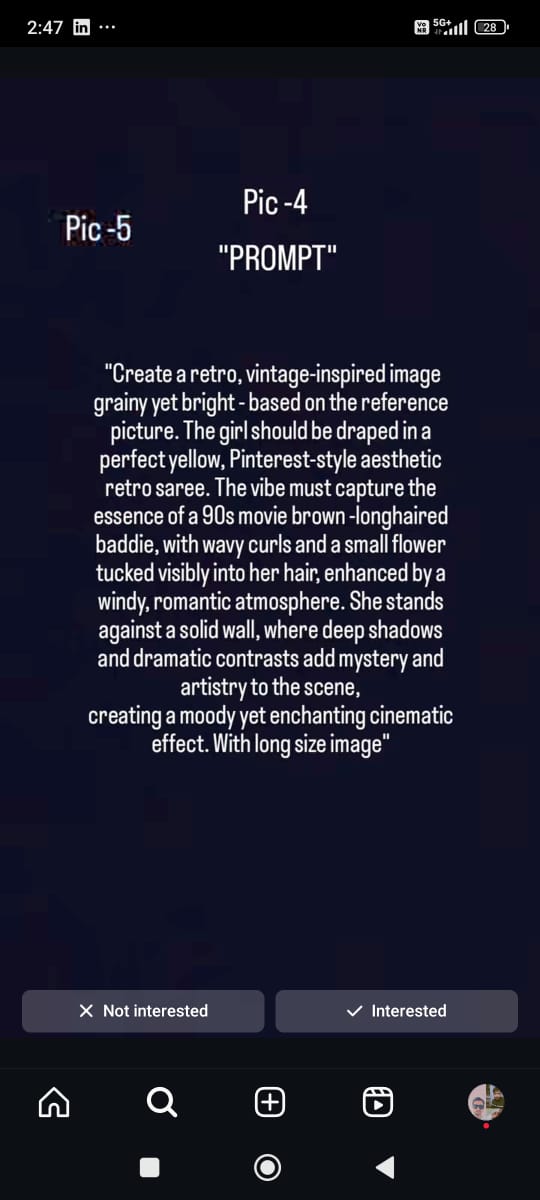 2:47
VO NR 5G+ 28
Pic -4
Pic -5
"PROMPT"
"Create a retro, vintage-inspired image
grainy yet bright - based on the reference
picture. The girl should be draped in a
perfect yellow, Pinterest-style aesthetic
retro saree. The vibe must capture the
essence of a 90s movie brown -longhaired
baddie, with wavy curls and a small flower
tucked visibly into her hair, enhanced by a
windy, romantic atmosphere. She stands
against a solid wall, where deep shadows
and dramatic contrasts add mystery and
artistry to the scene,
creating a moody yet enchanting cinematic
effect. With long size image"
Not interested
Interested